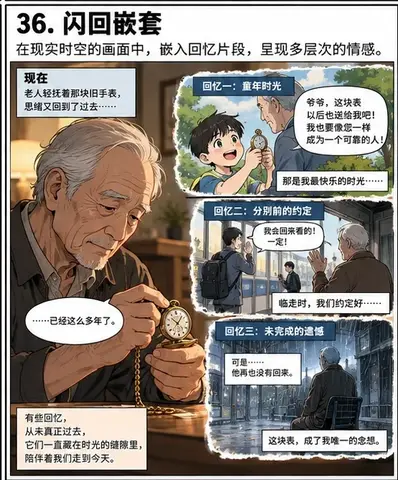 36. 闪回嵌套
在现实时空的画面中，嵌入回忆片段，呈现多层次的情感。
现在
老人轻抚着那块旧手表，
思绪又回到了过去……
……已经这么多年了。
有些回忆，
从未真正过去，
它们一直藏在时光的缝隙里，
陪伴着我们走到今天。
回忆一：童年时光
爷爷，这块表
以后也送给我吧！
我也要像您一样
成为一个可靠的人！
那是我最快乐的时光……
回忆二：分别前的约定
我会回来看的！
一定！
临走时，我们约定好……
回忆三：未完成的遗憾
可是……
他再也没有回来。
这块表，成了我唯一的念想。